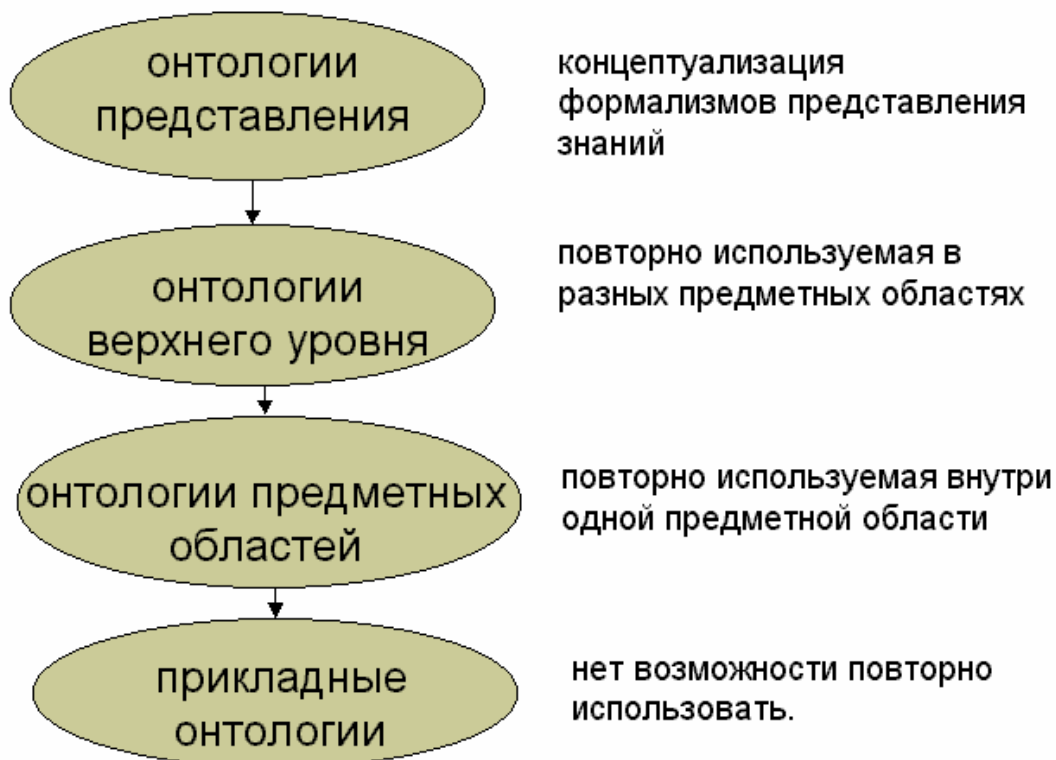 онтологии
представления
концептуализация
формализмов представления
знаний
онтологии
верхнего уровня
повторно используемая в
разных предметных областях
онтологии предметных
областей
повторно используемая внутри
одной предметной области
прикладные
онтологии
нет возможности повторно
использовать.